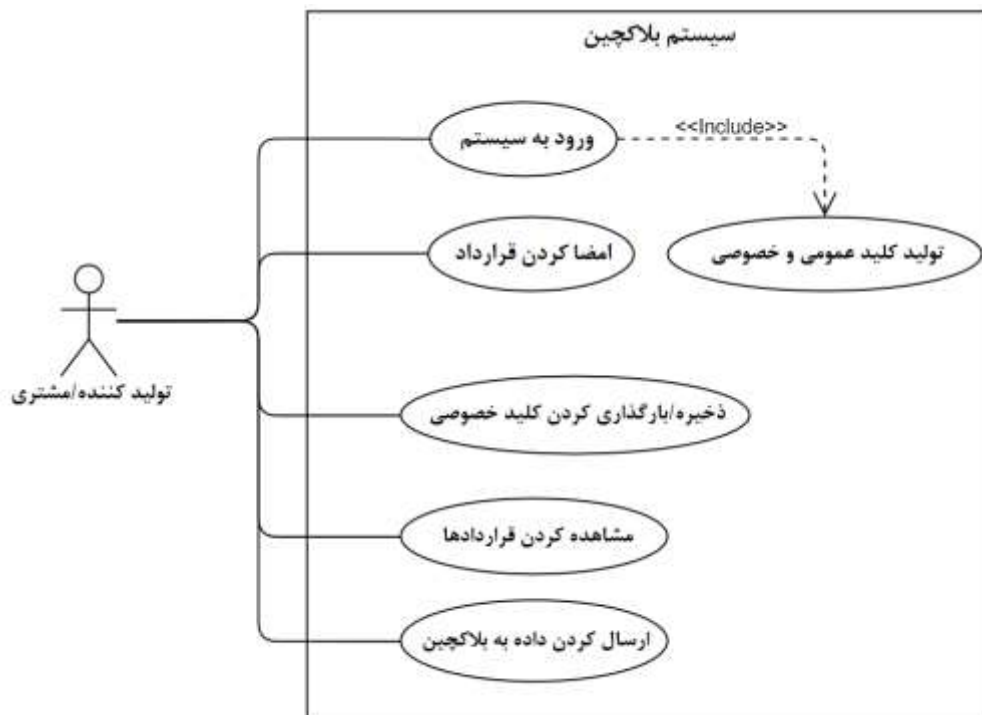 سیستم بلاکچین
ورود به سیستم
<<Include>>
امضا کردن قرارداد
تولید کلید عمومی و خصوصی
تولید کننده/مشتری
ذخیره/بارگذاری کردن کلید خصوصی
مشاهده کردن قراردادها
ارسال کردن داده به بلاکچین